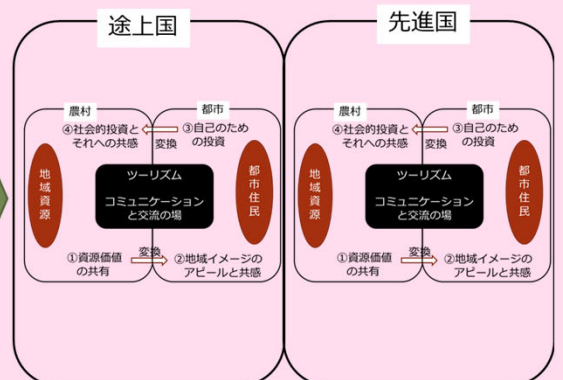 途上国
農村
都市
④社会的投資と
それへの共感
変換
③自己のため
の投資
地域資源
ツーリズム
コミュニケーション
と交流の場
都市住民
①資源価値
の共有
変換
②地域イメージの
アピールと共感
先進国
農村
都市
④社会的投資と
それへの共感
変換
③自己のため
の投資
地域資源
ツーリズム
コミュニケーション
と交流の場
都市住民
①資源価値
の共有
変換
②地域イメージの
アピールと共感